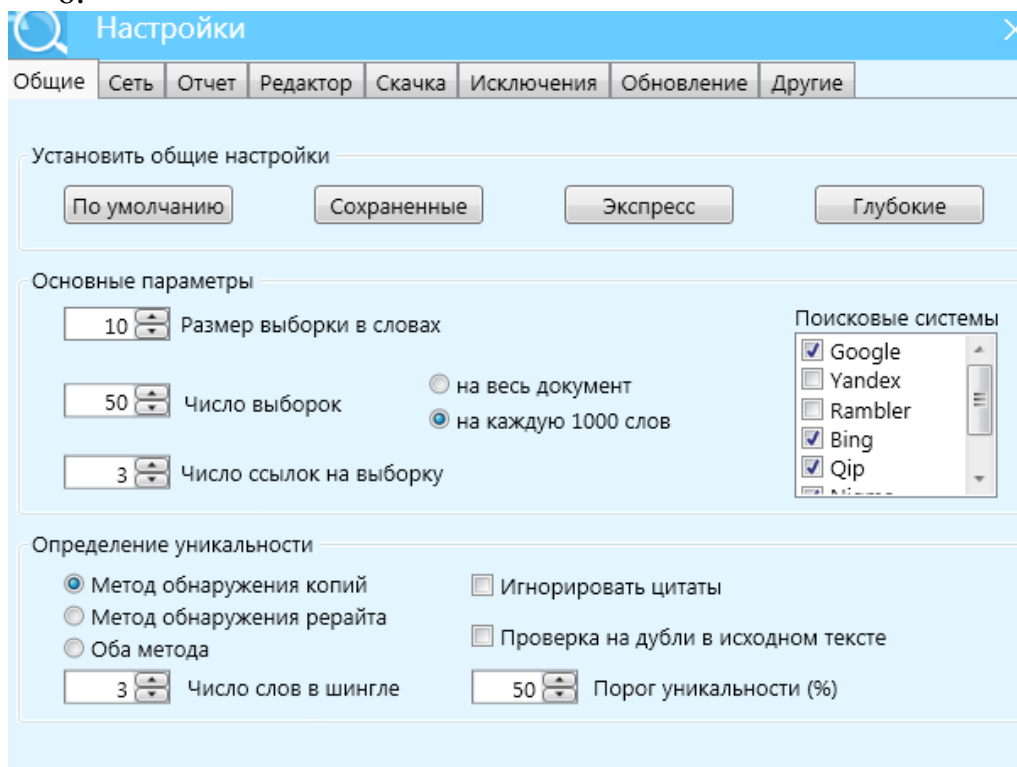 Настройки
Общие Сеть Отчет Редактор Скачка Исключения Обновление Другие
Установить общие настройки
По умолчанию Сохраненные Экспресс Глубокие
Основные параметры
10 Размер выборки в словах
50 Число выборок
на весь документ
на каждую 1000 слов
3 Число ссылок на выборку
Поисковые системы
Google
Yandex
Rambler
Bing
Qip
Определение уникальности
Метод обнаружения копий
Метод обнаружения рерайта
Оба метода
3 Число слов в шингле
Игнорировать цитаты
Проверка на дубли в исходном тексте
50 Порог уникальности (%)